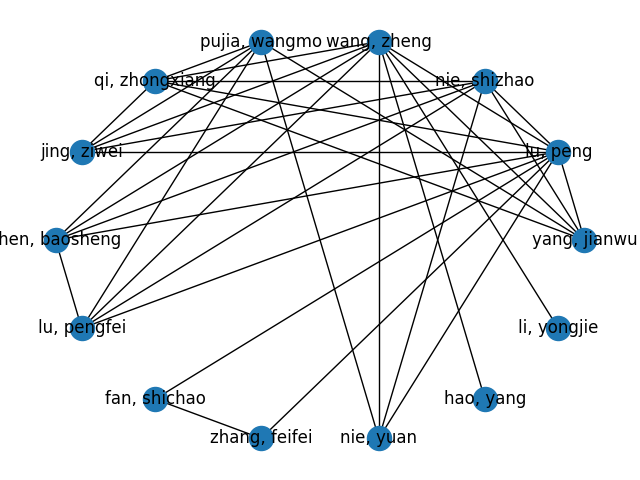 pujia, wangmo
wang, zheng
qi, zhongxiang
nie, shizhao
jing, ziwei
lu, peng
hen, baosheng
yang, jianwu
lu, pengfei
li, yongjie
fan, shichao
hao, yang
zhang, feifei
nie, yuan